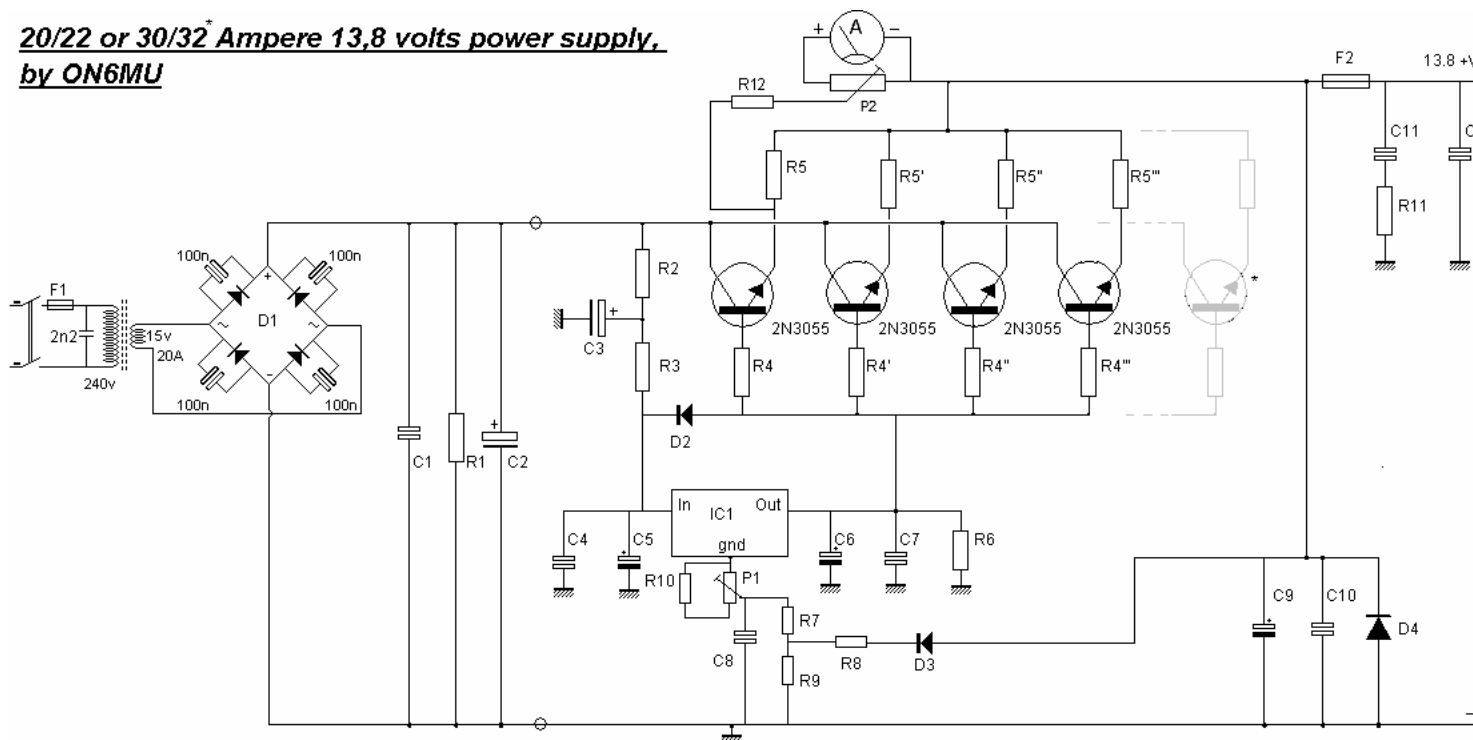 20/22 or 30/32* Ampere 13,8 volts power supply,
by ON6MU
+ A -
P2
R12
F2
13.8 +V
C11
C
R11
R5
R5'
R5"
R5'''
100n
100n
F1
2n2
240v
15v
20A
~ D1 ~
+
-
100n
100n
R2
C3
+
R3
2N3055
2N3055
2N3055
2N3055
*
R4
R4'
R4"
R4'''
D2
C1
R1
+
C2
In
IC1
Out
gnd
C4
C5
+
C6
+
C7
R6
R10
P1
R7
C8
R8
D3
R9
C9
+
C10
D4
-